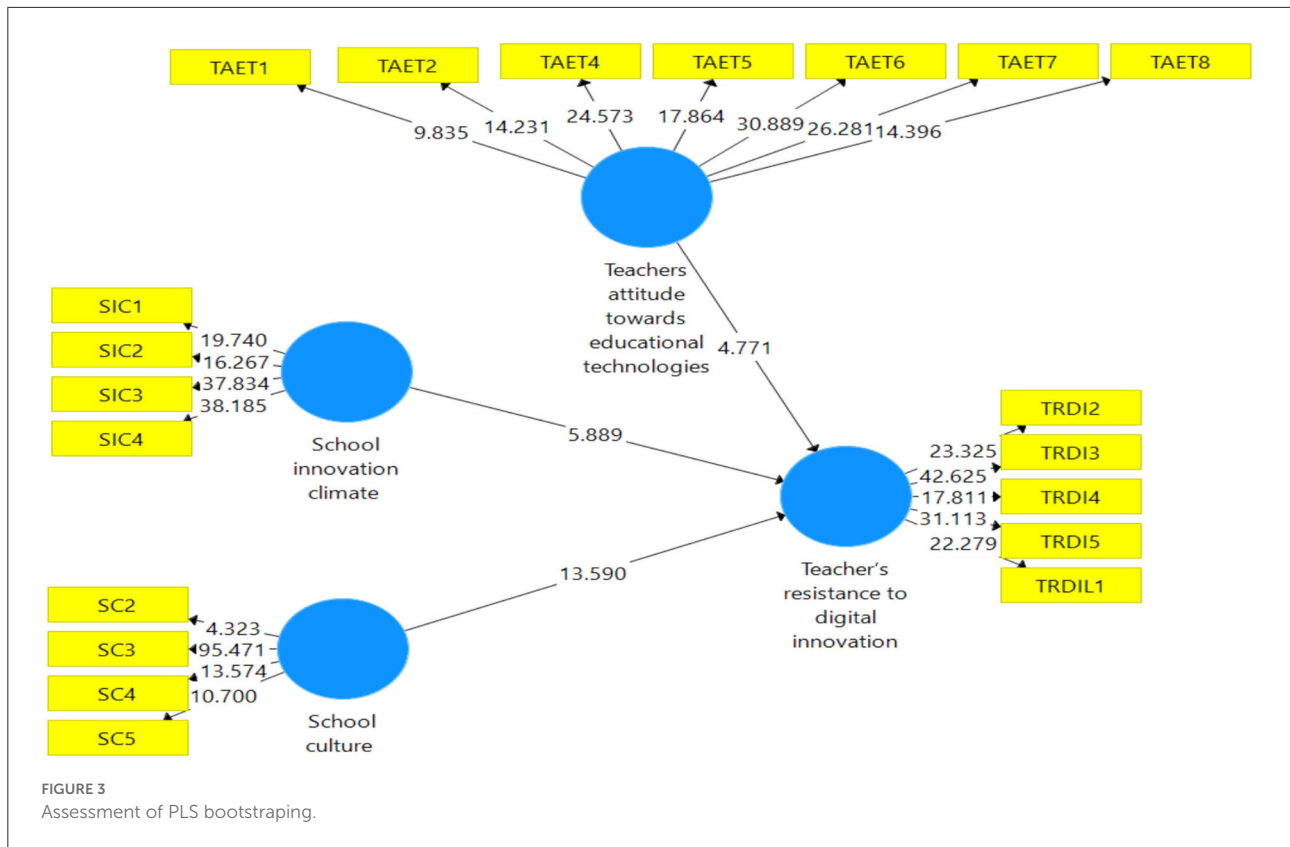 TAET1
TAET2
TAET4
TAET5
TAET6
TAET7
TAET8
9.835
14.231
24.573
17.864
30.889
26.281
14.396
Teachers
attitude
towards
educational
technologies
4.771
SIC1
SIC2
SIC3
SIC4
19.740
16.267
37.834
38.185
School
innovation
climate
5.889
TRDI2
TRDI3
TRDI4
TRDI5
TRDIL1
23.325
42.625
17.811
31.113
22.279
Teacher's
resistance to
digital
innovation
13.590
SC2
SC3
SC4
SC5
4.323
95.471
13.574
10.700
School
culture
FIGURE 3
Assessment of PLS bootstraping.